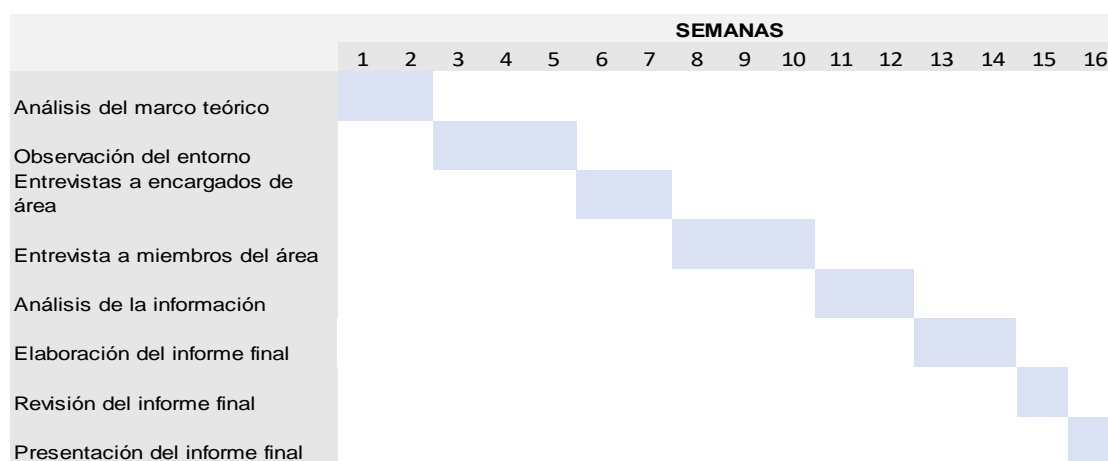 SEMANAS
1 2 3 4 5 6 7 8 9 10 11 12 13 14 15 16
Análisis del marco teórico
Observación del entorno
Entrevistas a encargados de
área
Entrevista a miembros del área
Análisis de la información
Elaboración del informe final
Revisión del informe final
Presentación del informe final